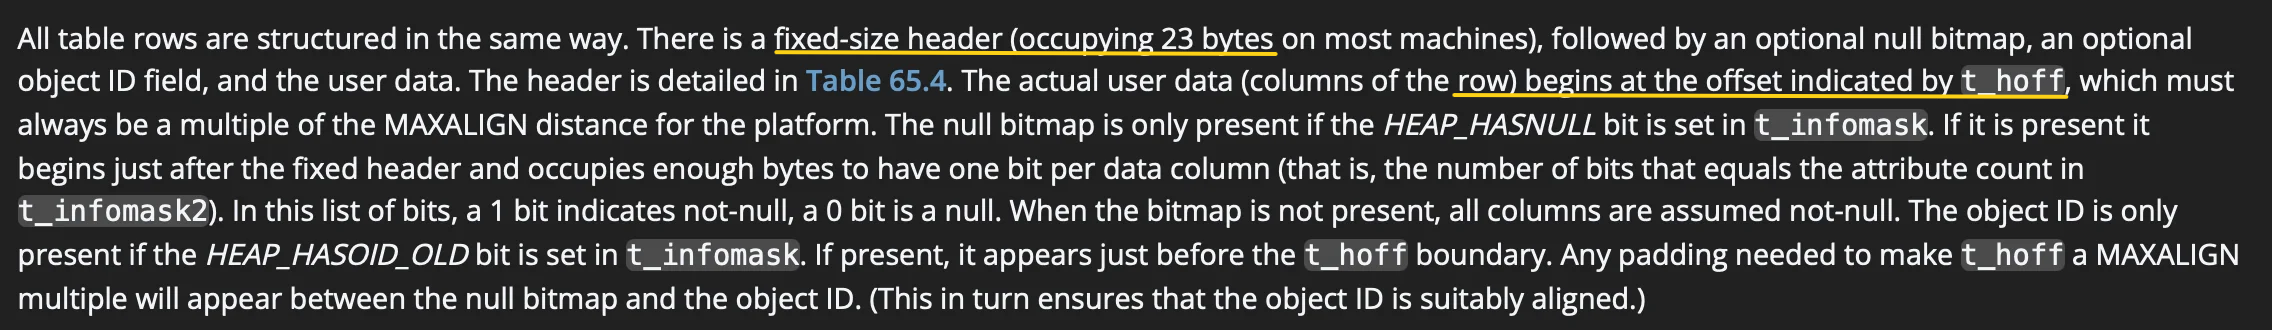 All table rows are structured in the same way. There is a fixed-size header (occupying 23 bytes on most machines), followed by an optional null bitmap, an optional
object ID field, and the user data. The header is detailed in Table 65.4. The actual user data (columns of the row) begins at the offset indicated by t_hoff, which must
always be a multiple of the MAXALIGN distance for the platform. The null bitmap is only present if the HEAP_HASNULL bit is set in t_infomask. If it is present it
begins just after the fixed header and occupies enough bytes to have one bit per data column (that is, the number of bits that equals the attribute count in
t_infomask2). In this list of bits, a 1 bit indicates not-null, a 0 bit is a null. When the bitmap is not present, all columns are assumed not-null. The object ID is only
present if the HEAP_HASOID_OLD bit is set in t_infomask. If present, it appears just before the t_hoff boundary. Any padding needed to make t_hoff a MAXALIGN
multiple will appear between the null bitmap and the object ID. (This in turn ensures that the object ID is suitably aligned.)